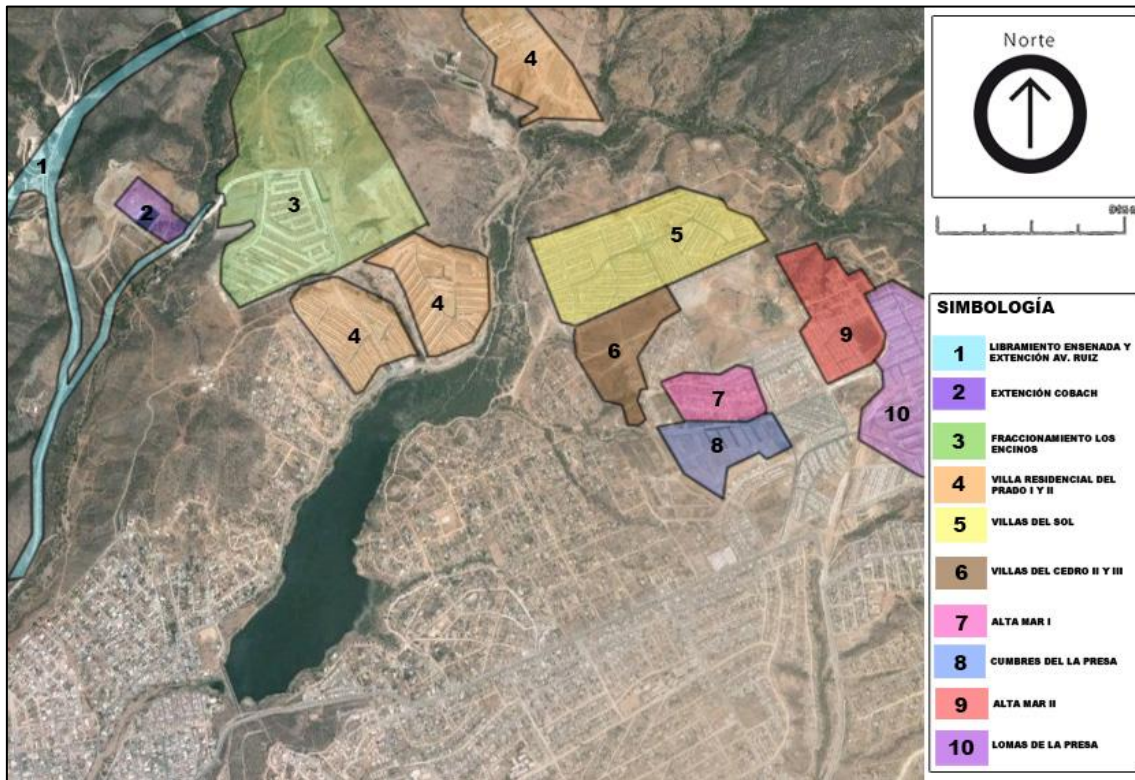 Norte
SIMBOLOGÍA
1 LIBRAMIENTO ENSENADA Y
EXTENCIÓN AV. RUIZ
2 EXTENCIÓN COBACH
3 FRACCIONAMIENTO LOS
ENCINOS
4 VILLA RESIDENCIAL DEL
PRADO I Y II
5 VILLAS DEL SOL
6 VILLAS DEL CEDRO II Y III
7 ALTA MAR I
8 CUMBRES DEL LA PRESA
9 ALTA MAR II
10 LOMAS DE LA PRESA
4
1
2
3
5
4
4
6
9
7
10
8